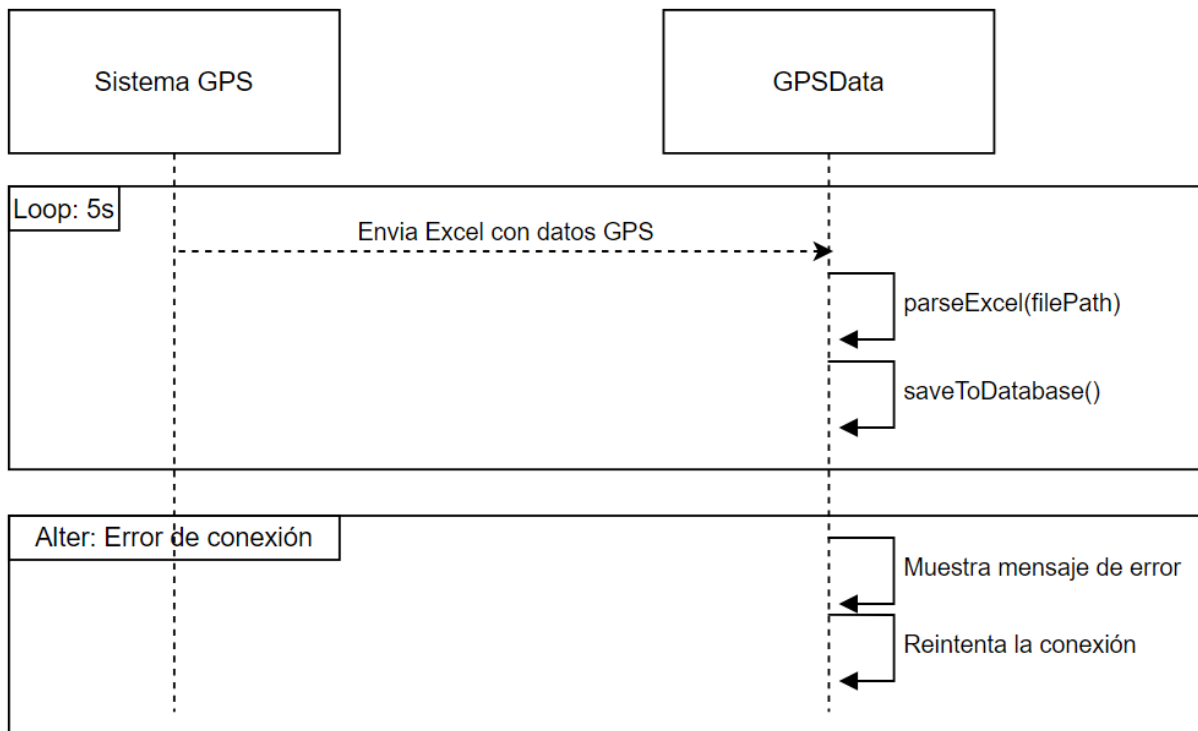 Sistema GPS
GPSData
Loop: 5s
Envia Excel con datos GPS
parseExcel(filePath)
saveToDatabase()
Alter: Error de conexión
Muestra mensaje de error
Reintenta la conexión